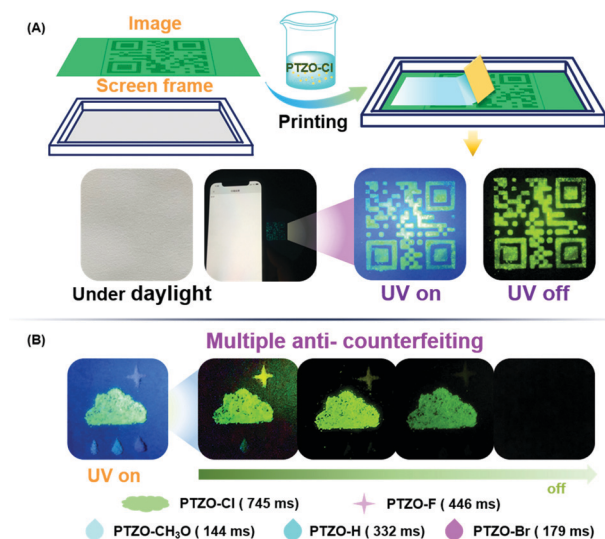 (A)
Image
Screen frame
PTZO-Cl
Printing
Under daylight
UV on
UV off
(B)
Multiple anti- counterfeiting
UV on
off
PTZO-Cl ( 745 ms)
PTZO-F ( 446 ms)
PTZO-CH₃O ( 144 ms)
PTZO-H ( 332 ms)
PTZO-Br ( 179 ms)